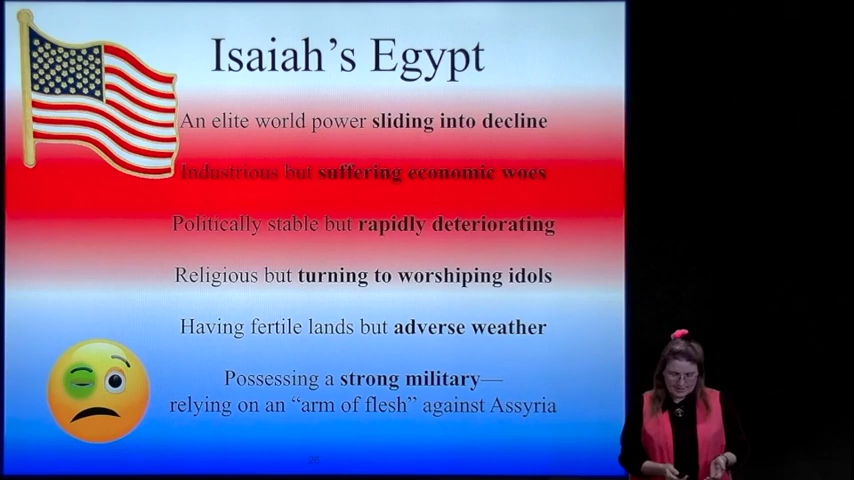 Isaiah’s Egypt
An elite world power sliding into decline
Industrious but suffering economic woes
Politically stable but rapidly deteriorating
Religious but turning to worshiping idols
Having fertile lands but adverse weather
Possessing a strong military—
relying on an “arm of flesh” against Assyria